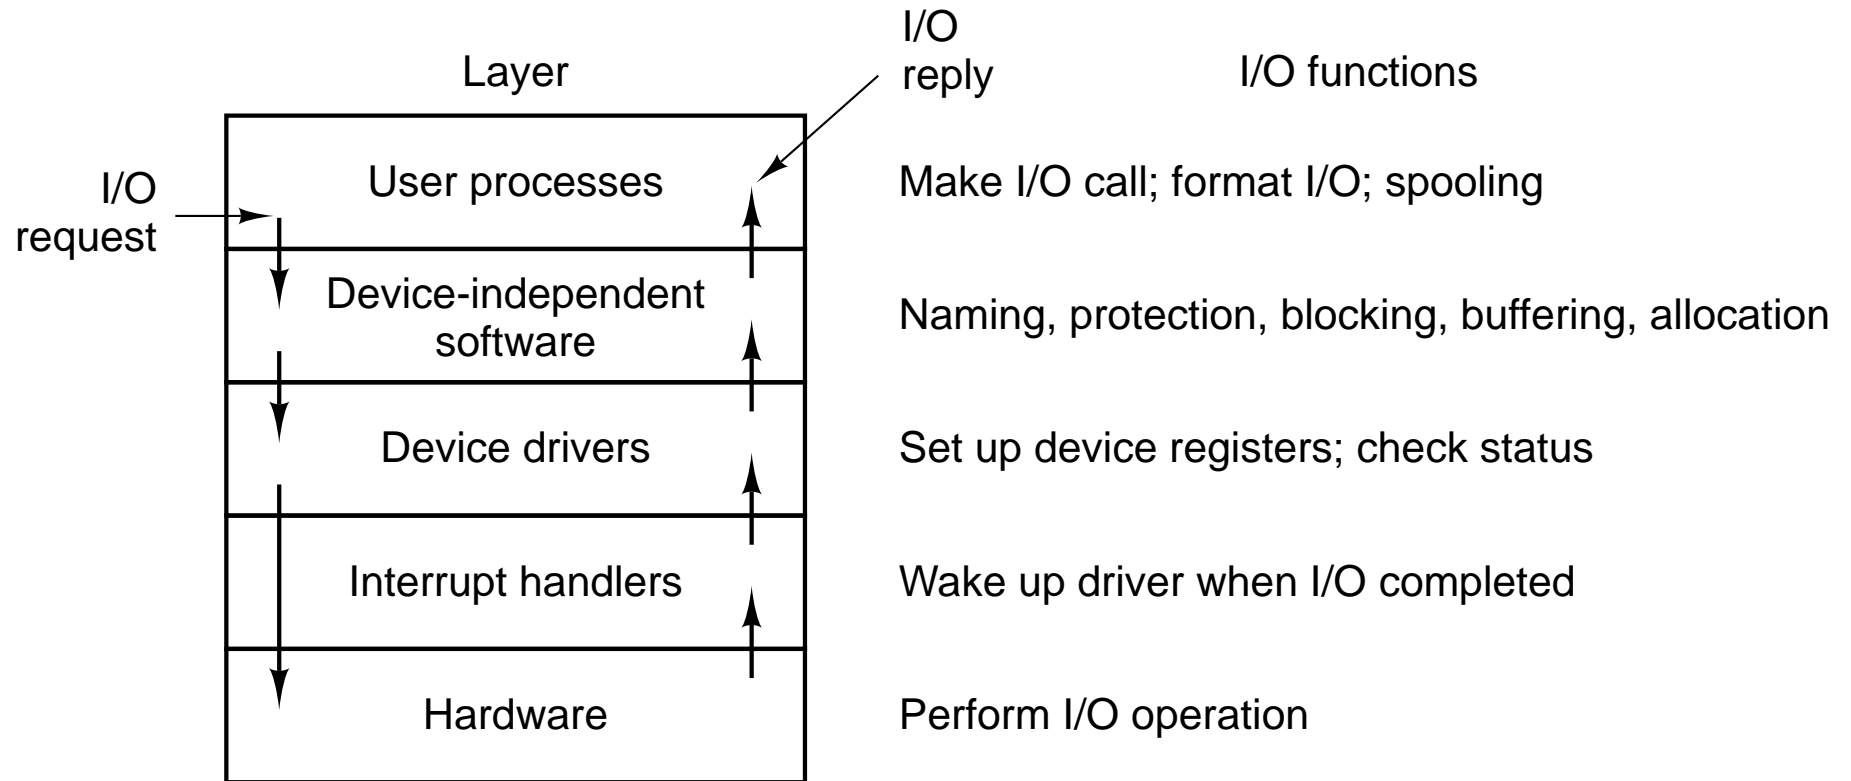 I/O
reply
Layer
I/O functions
User processes
Make I/O call; format I/O; spooling
I/O
request
Device-independent
software
Naming, protection, blocking, buffering, allocation
Device drivers
Set up device registers; check status
Interrupt handlers
Wake up driver when I/O completed
Hardware
Perform I/O operation